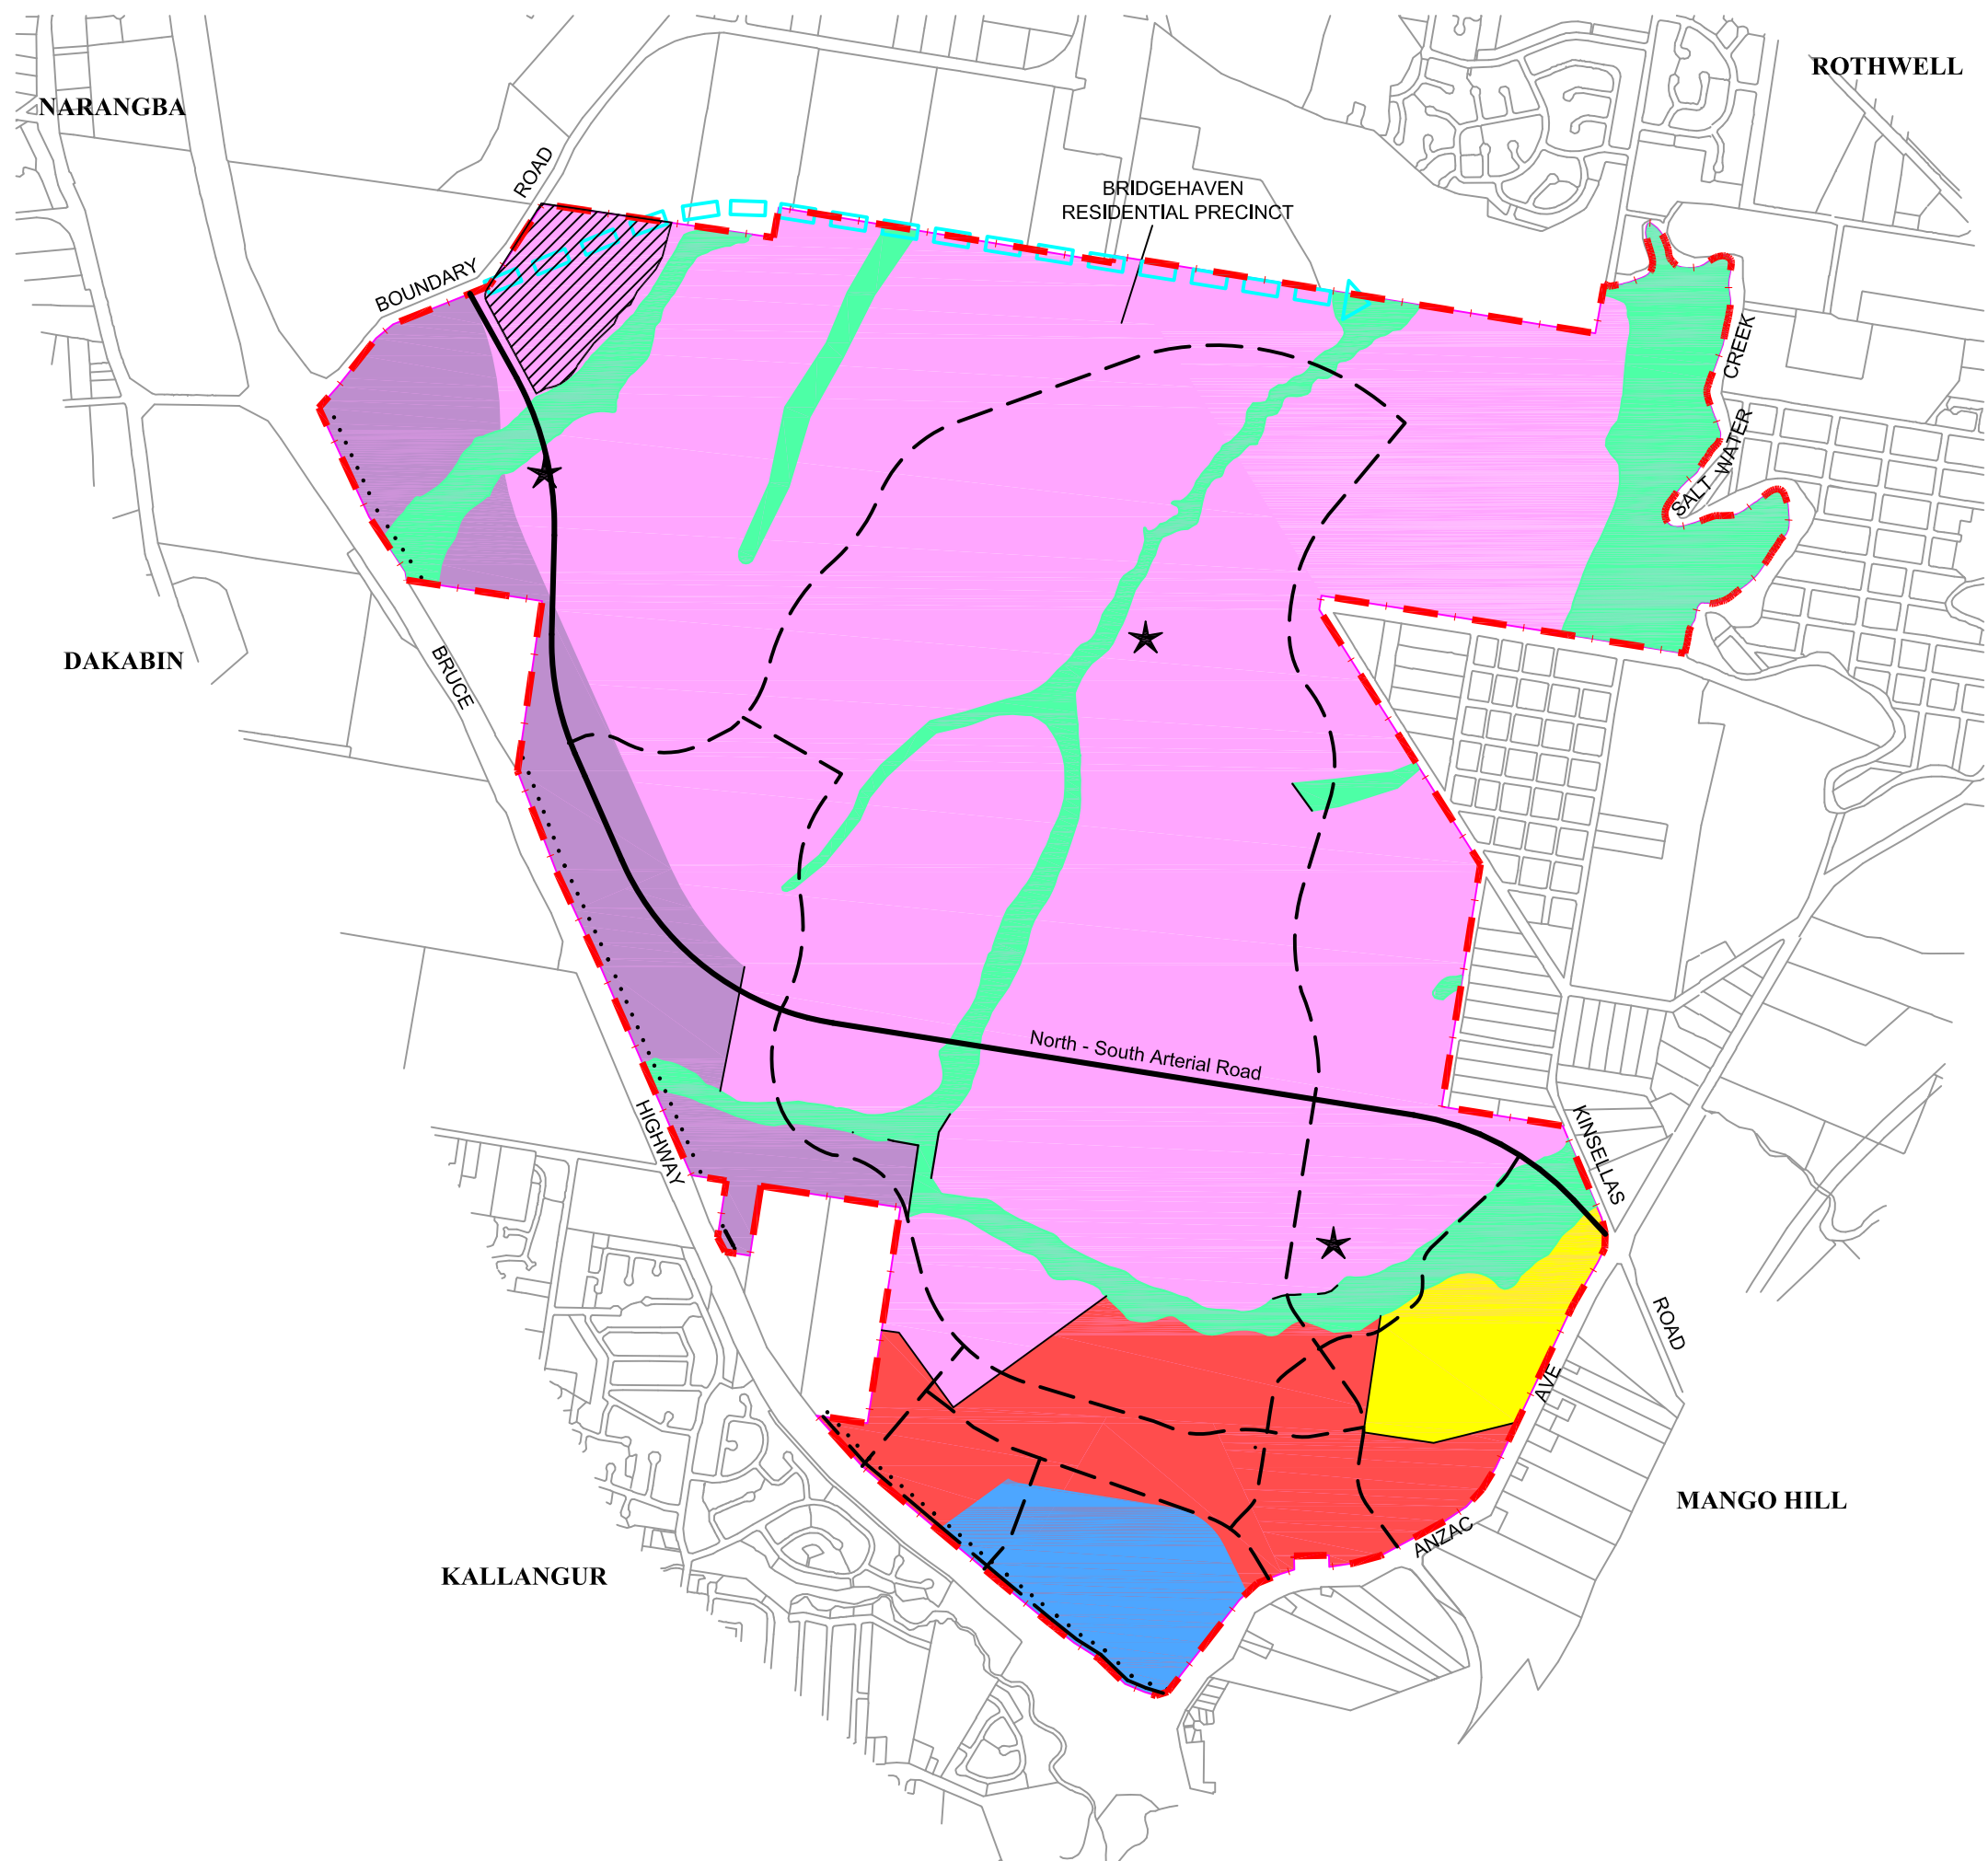 ROTHWELL
NARANGBA
ROAD
BRIDGEHAVEN
RESIDENTIAL PRECINCT
BOUNDARY
CREEK
SALT WATER
DAKABIN
BRUCE
North - South Arterial Road
HIGHWAY
KINSELLAS
ROAD
AVE
MANGO HILL
ANZAC
KALLANGUR